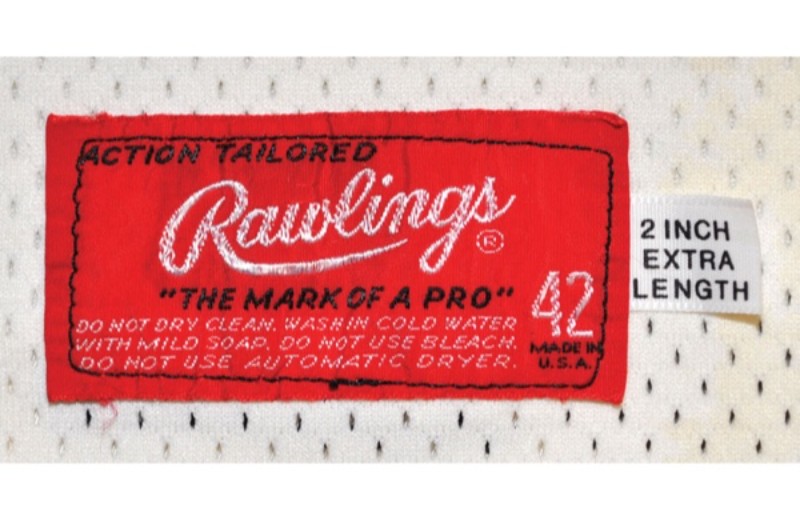 ACTION TAILORED
Rawlings ®
"THE MARK OF A PRO"
DO NOT DRY CLEAN. WASH IN COLD WATER
WITH MILD SOAP. DO NOT USE BLEACH.
DO NOT USE AUTOMATIC DRYER.
42
MADE IN
U.S.A.
2 INCH
EXTRA
LENGTH